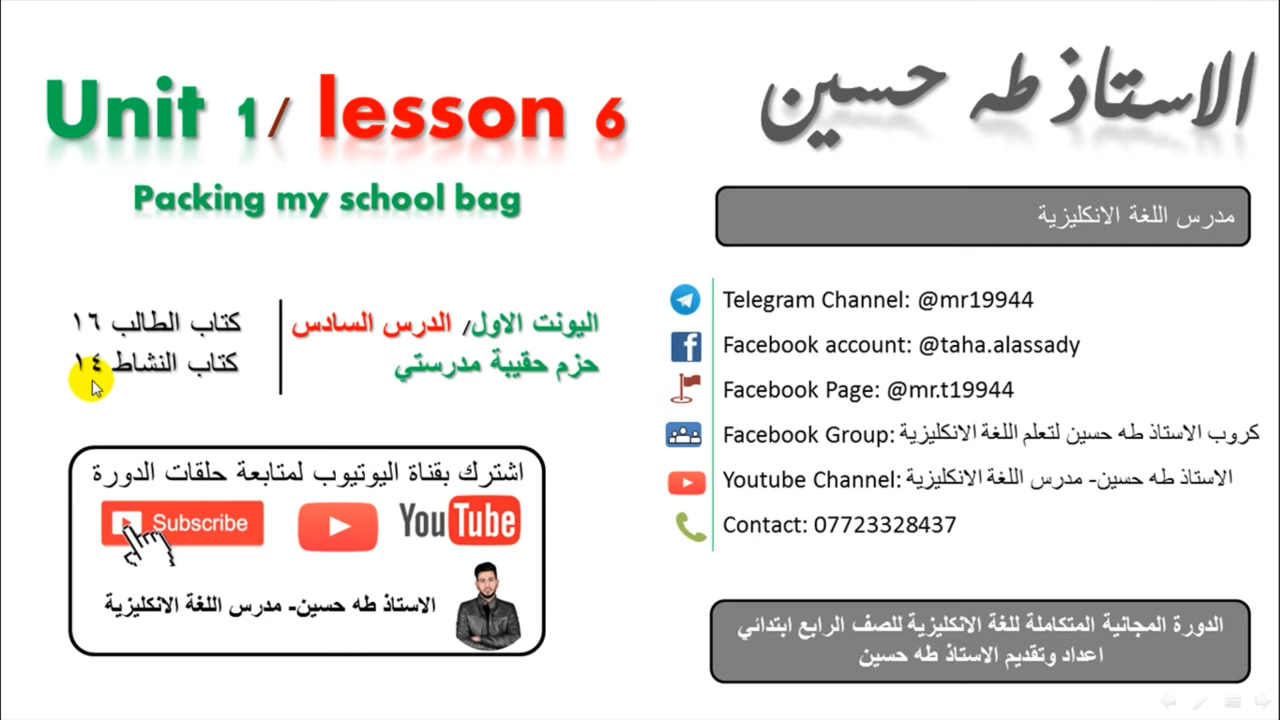 Unit 1/ lesson 6
Packing my school bag
اليونت الاول/ الدرس السادس
حزم حقيبة مدرستي
كتاب الطالب ١٦
كتاب النشاط ١٤
اشترك بقناة اليوتيوب لمتابعة حلقات الدورة
Subscribe
YouTube
الاستاذ طه حسين- مدرس اللغة الانكليزية
الاستاذ طه حسين
مدرس اللغة الانكليزية
Telegram Channel: @mr19944
Facebook account: @taha.alassady
Facebook Page: @mr.t19944
Facebook Group: كروب الاستاذ طه حسين لتعلم اللغة الانكليزية
Youtube Channel: الاستاذ طه حسين- مدرس اللغة الانكليزية
Contact: 07723328437
الدورة المجانية المتكاملة للغة الانكليزية للصف الرابع ابتدائي
اعداد وتقديم الاستاذ طه حسين